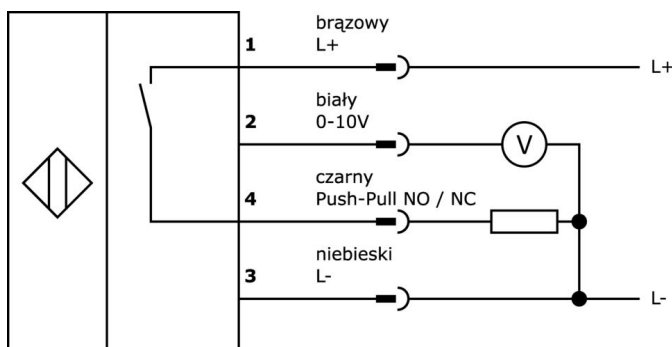 brązowy
1 L+
L+
biały
2 0-10V
V
czarny
4 Push-Pull NO / NC
niebieski
3 L-
L-